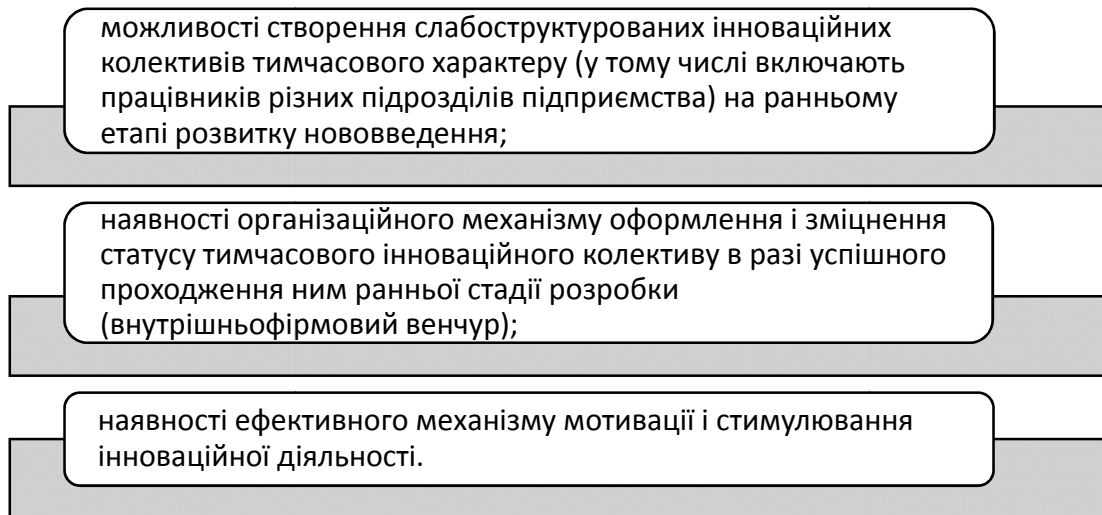 можливості створення слабоструктурованих інноваційних
колективів тимчасового характеру (у тому числі включають
працівників різних підрозділів підприємства) на ранньому
етапі розвитку нововведення;
наявності організаційного механізму оформлення і зміцнення
статусу тимчасового інноваційного колективу в разі успішного
проходження ним ранньої стадії розробки
(внутрішньофірмовий венчур);
наявності ефективного механізму мотивації і стимулювання
інноваційної діяльності.